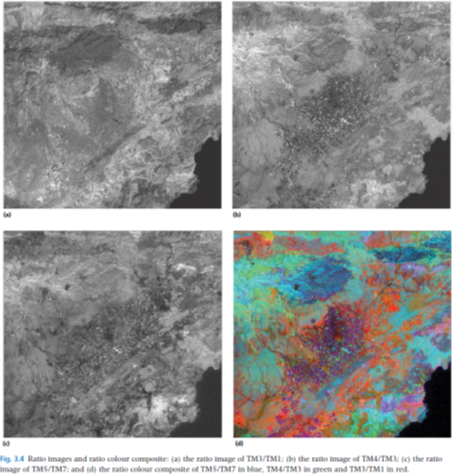 (a)
(b)
(c)
(d)
Fig. 3.4 Ratio images and ratio colour composite: (a) the ratio image of TM3/TM1; (b) the ratio image of TM4/TM3; (c) the ratio
image of TM5/TM7; and (d) the ratio colour composite of TM5/TM7 in blue, TM4/TM3 in green and TM3/TM1 in red.